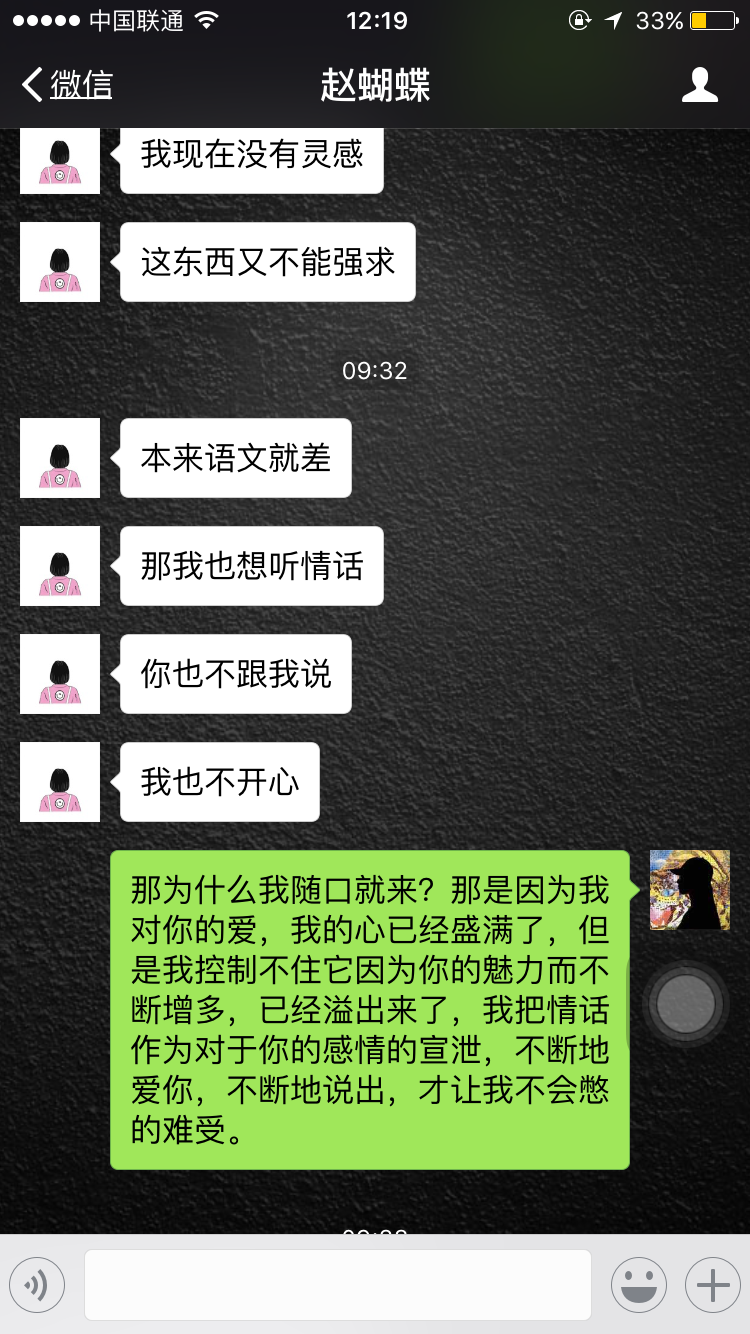 中国联通 12:19 33%
微信 赵蝴蝶
我现在没有灵感
这东西又不能强求
09:32
本来语文就差
那我也想听情话
你也不跟我说
我也不开心
那为什么我随口就来？那是因为我
对你的爱，我的心已经盛满了，但
是我控制不住它因为你的魅力而不
断增多，已经溢出来了，我把情话
作为对于你的感情的宣泄，不断地
爱你，不断地说出，才让我不会憋
的难受。